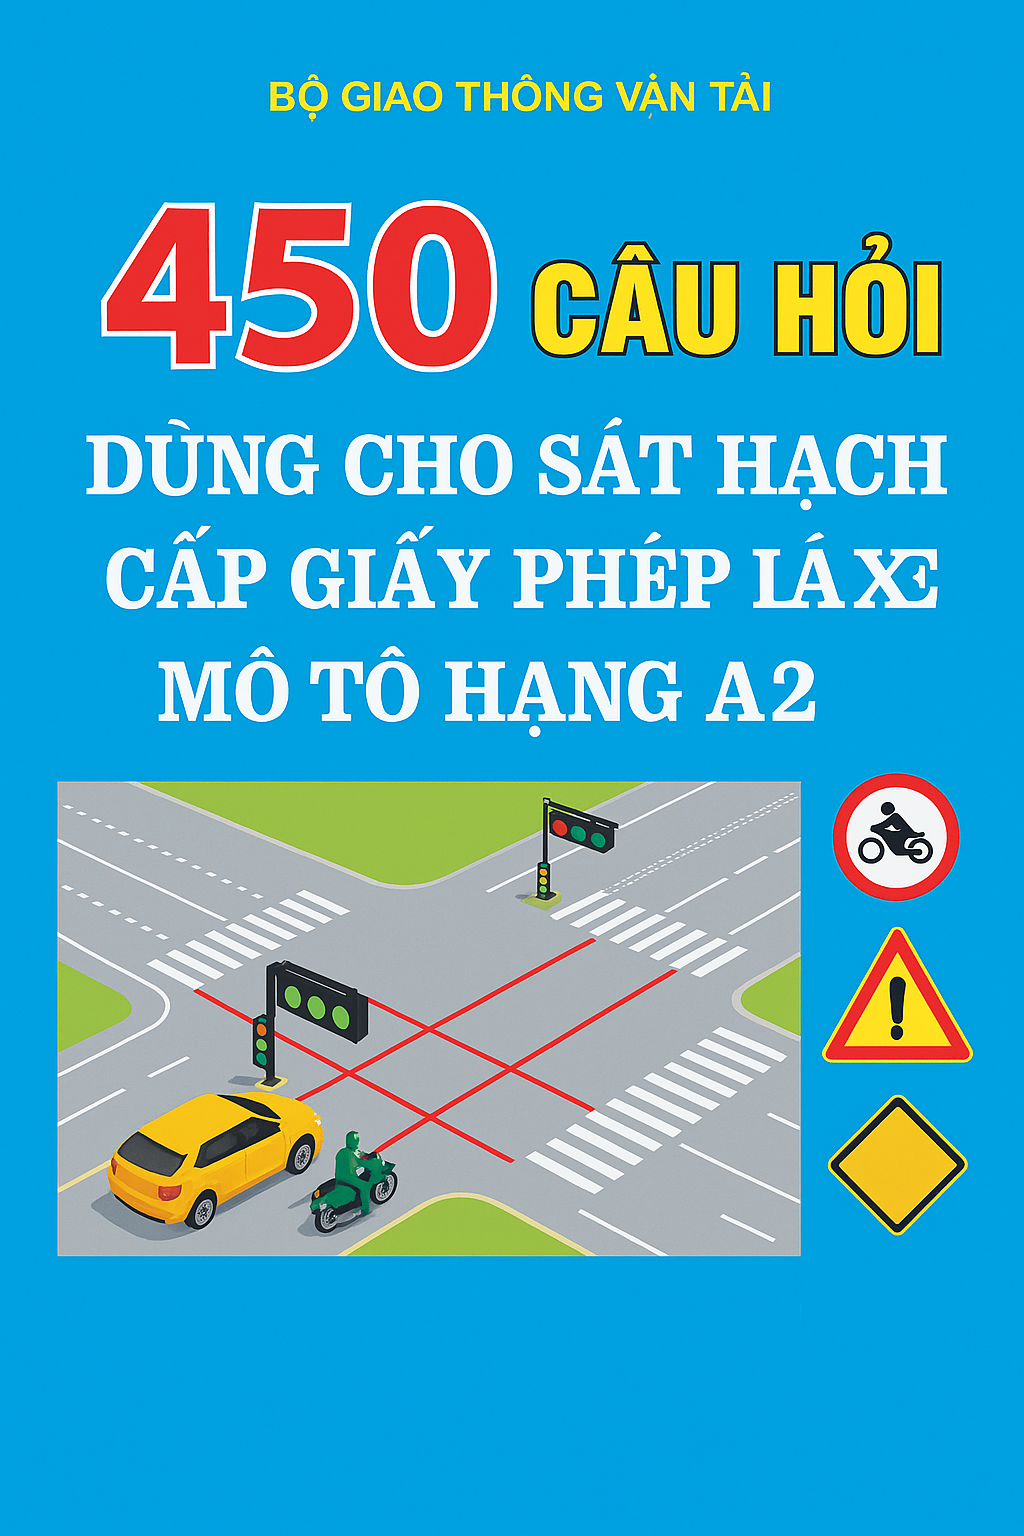 BỘ GIAO THÔNG VẬN TẢI
450 CÂU HỎI
DÙNG CHO SÁT HẠCH
CẤP GIẤY PHÉP LÁ XE
MÔ TÔ HẠNG A2